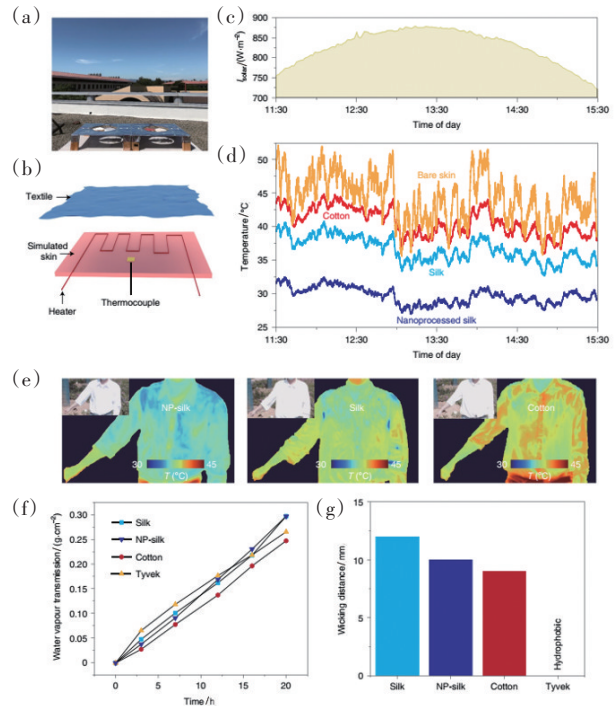 (a)
(c)
900
850
800
750
700
Isolar/(W·m⁻²)
11:30
12:30
13:30
14:30
15:30
Time of day
(b)
Textile
Simulated
skin
Heater
Thermocouple
(d)
50
45
40
35
30
25
Temperature/°C
Bare skin
Cotton
Silk
Nanoprocessed silk
11:30
12:30
13:30
14:30
15:30
Time of day
(e)
NP-silk
30
45
T (°C)
Silk
30
45
T (°C)
Cotton
30
45
T (°C)
(f)
0.30
0.25
0.20
0.15
0.10
0.05
0.00
Water vapour transmission/(g·cm⁻²)
Silk
NP-silk
Cotton
Tyvek
0
5
10
15
20
Time/h
(g)
15
10
5
0
Wicking distance/mm
Hydrophobic
Silk
NP-silk
Cotton
Tyvek